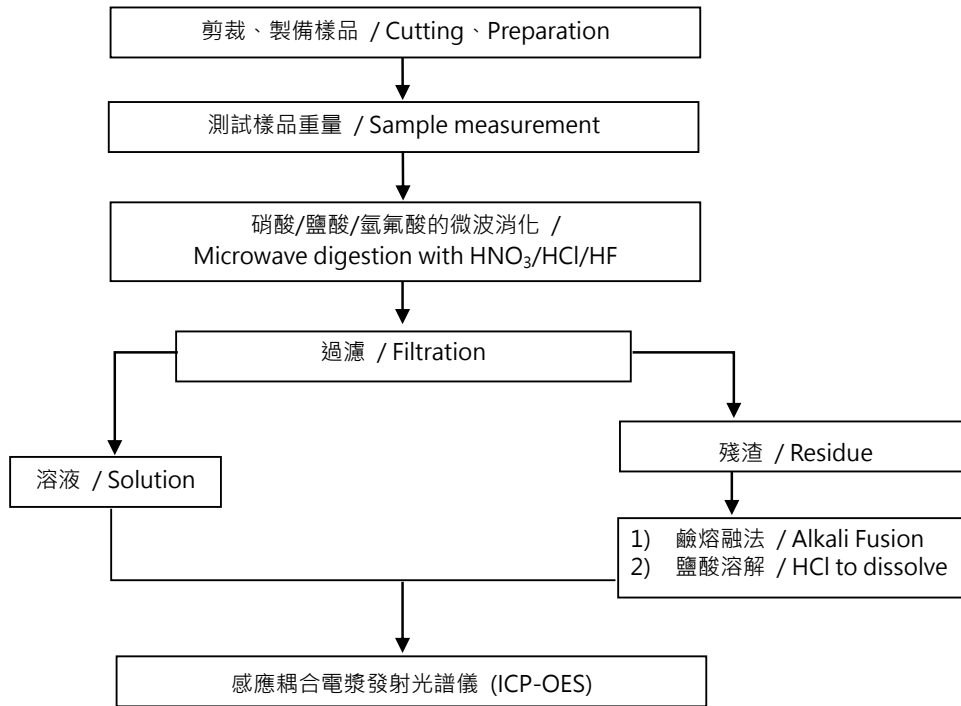 剪裁、製備樣品 / Cutting、Preparation
測試樣品重量 / Sample measurement
硝酸/鹽酸/氫氟酸的微波消化 /
Microwave digestion with HNO₃/HCl/HF
過濾 / Filtration
溶液 / Solution
殘渣 / Residue
1) 鹼熔融法 / Alkali Fusion
2) 鹽酸溶解 / HCl to dissolve
感應耦合電漿發射光譜儀 (ICP-OES)